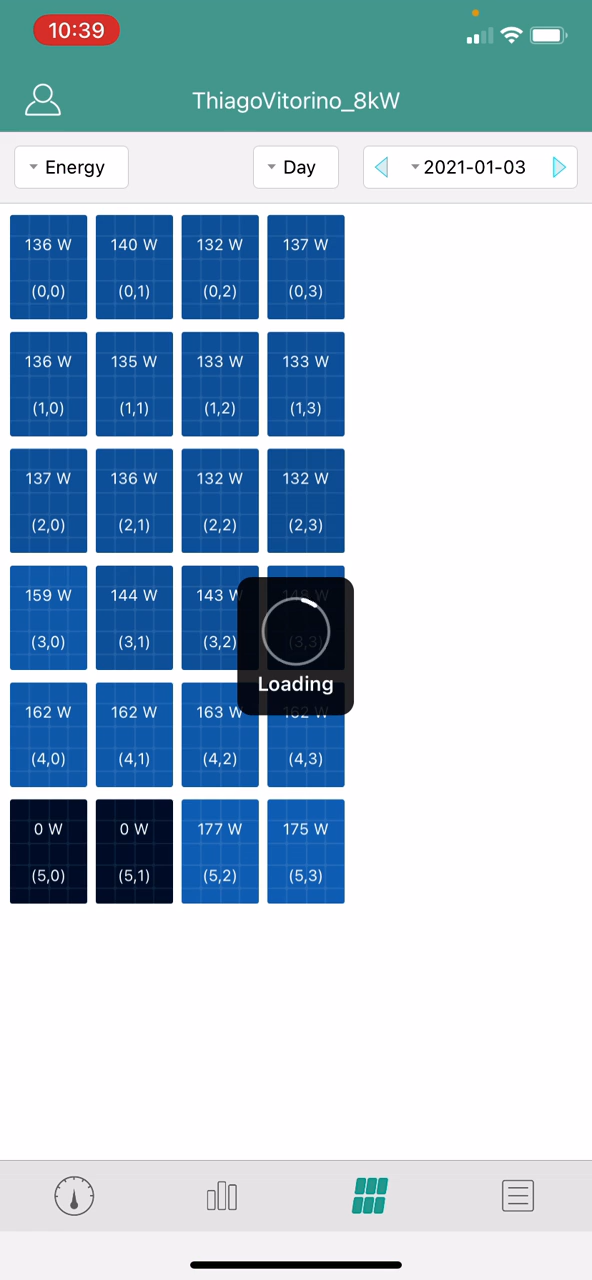 10:39
ThiagoVitorino_8kW
Energy
Day
2021-01-03
136 W
140 W
132 W
137 W
(0,0)
(0,1)
(0,2)
(0,3)
136 W
135 W
133 W
133 W
(1,0)
(1,1)
(1,2)
(1,3)
137 W
136 W
132 W
132 W
(2,0)
(2,1)
(2,2)
(2,3)
159 W
144 W
143 W
(3,0)
(3,1)
(3,2)
(3,3)
Loading
162 W
162 W
163 W
162 W
(4,0)
(4,1)
(4,2)
(4,3)
0 W
0 W
177 W
175 W
(5,0)
(5,1)
(5,2)
(5,3)